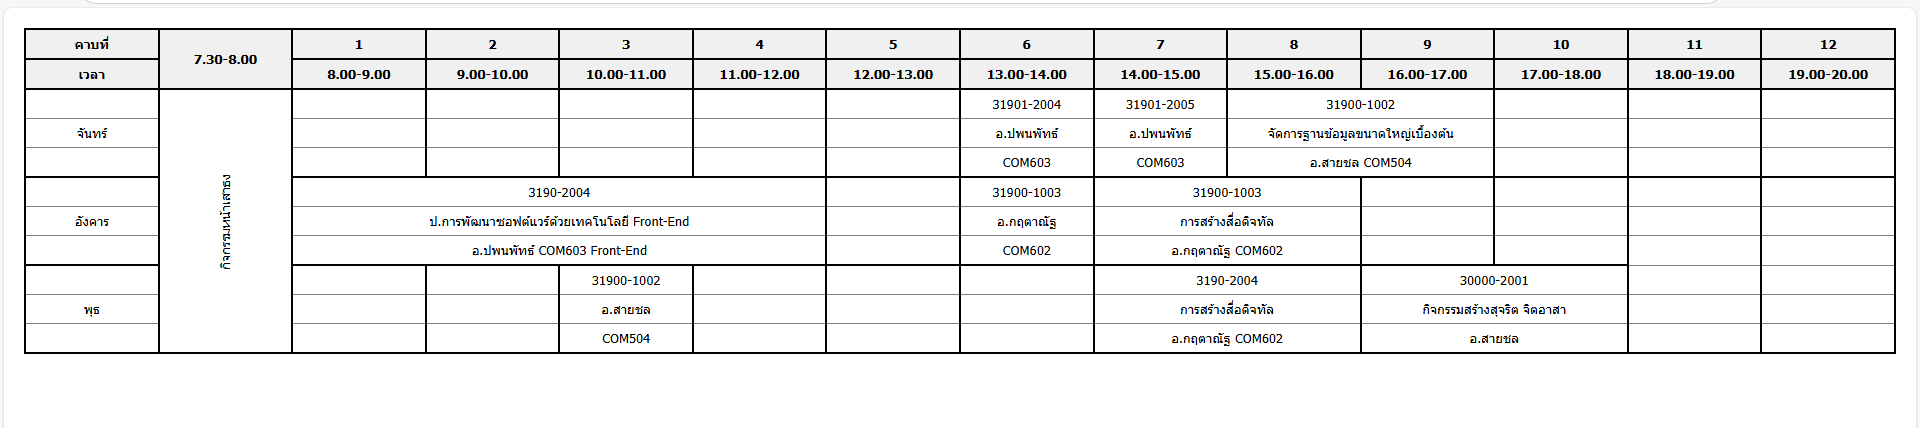 คาบที่ 7.30-8.00 1 2 3 4 5 6 7 8 9 10 11 12
เวลา 8.00-9.00 9.00-10.00 10.00-11.00 11.00-12.00 12.00-13.00 13.00-14.00 14.00-15.00 15.00-16.00 16.00-17.00 17.00-18.00 18.00-19.00 19.00-20.00
กิจกรรมหน้าเสาธง
31901-2004 31901-2005 31900-1002
จันทร์ อ.ปพนพัทธ์ อ.ปพนพัทธ์ จัดการฐานข้อมูลขนาดใหญ่เบื้องต้น
COM603 COM603 อ.สายชล COM504
3190-2004 31900-1003 31900-1003
อังคาร ป.การพัฒนาซอฟต์แวร์ด้วยเทคโนโลยี Front-End อ.กฤตาณัฐ การสร้างสื่อดิจทัล
อ.ปพนพัทธ์ COM603 Front-End COM602 อ.กฤตาณัฐ COM602
31900-1002 3190-2004 30000-2001
พุธ อ.สายชล การสร้างสื่อดิจทัล กิจกรรมสร้างสุจริต จิตอาสา
COM504 อ.กฤตาณัฐ COM602 อ.สายชล